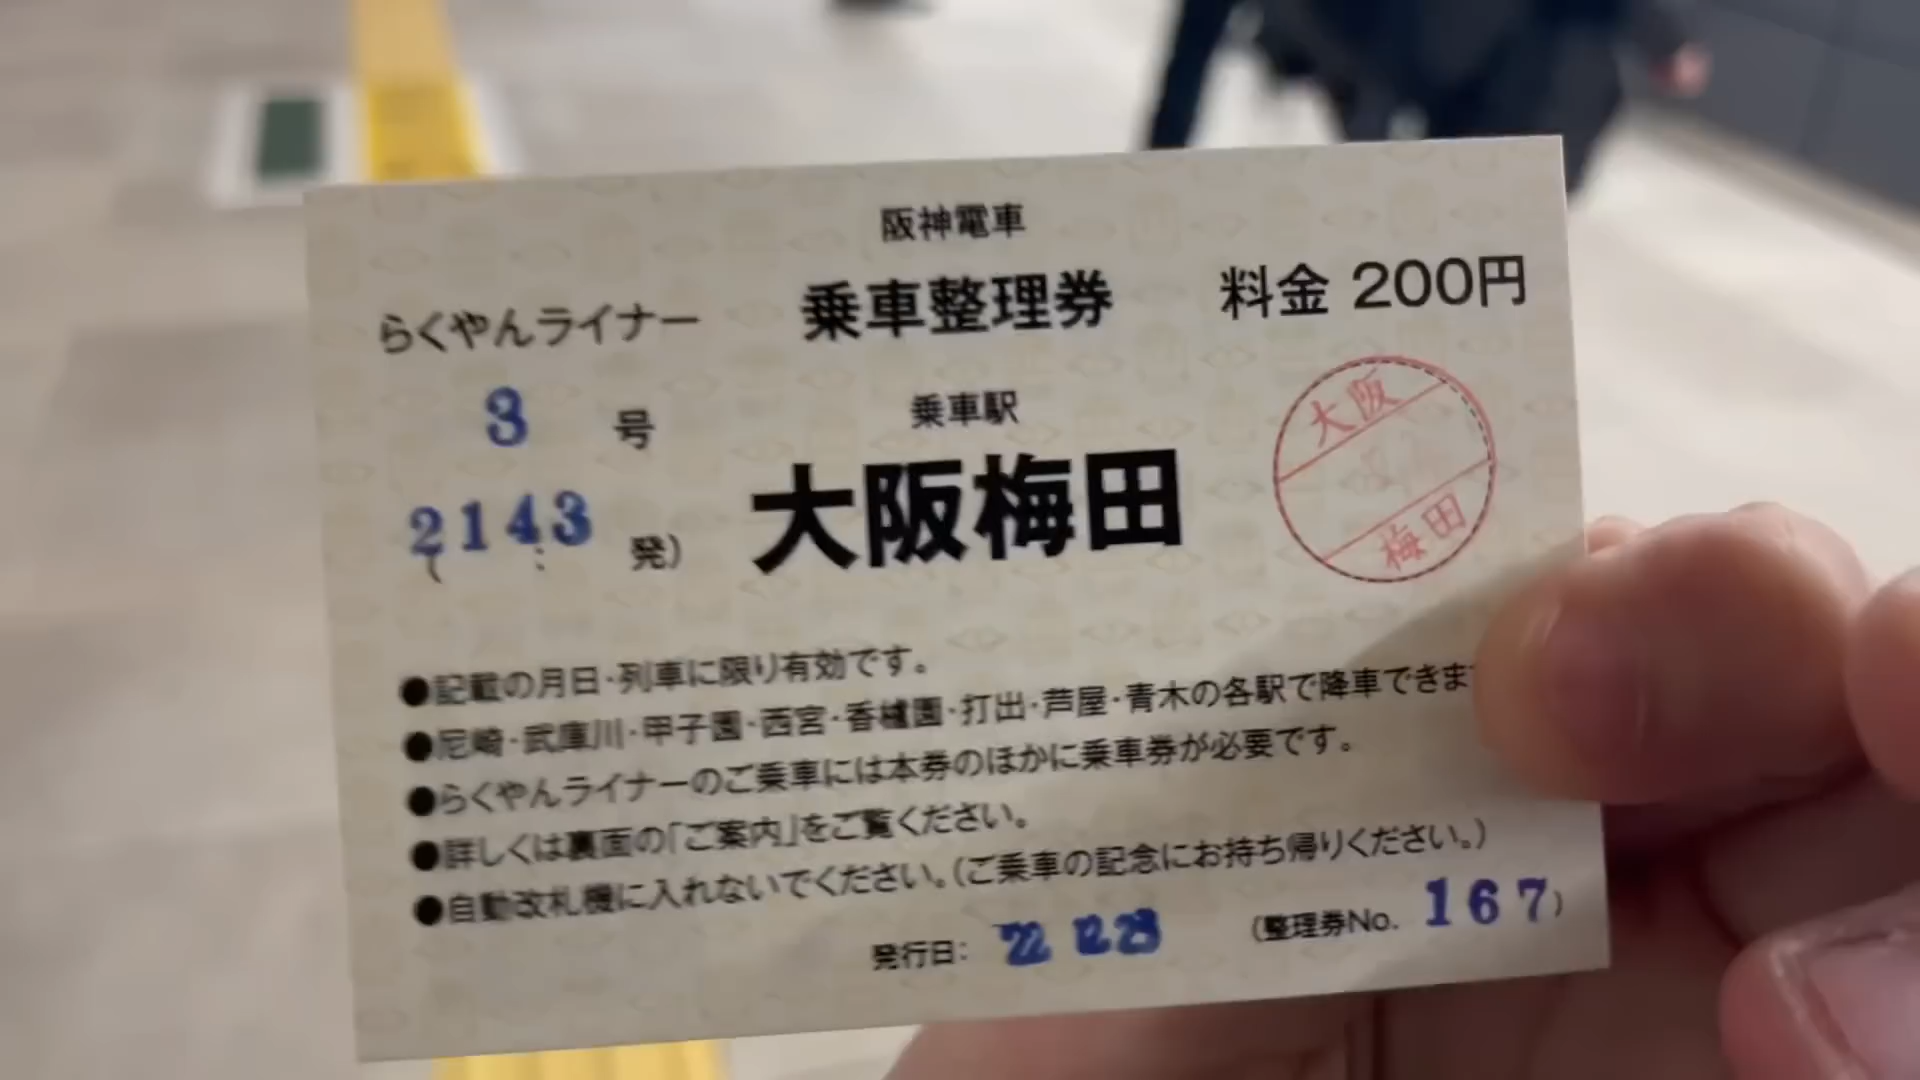 阪神電車
らくやんライナー 乗車整理券 料金 200円
3 号 乗車駅
2143 発) 大阪梅田
大阪
梅田
●記載の月日・列車に限り有効です。
●尼崎・武庫川・甲子園・西宮・香櫨園・打出・芦屋・青木の各駅で降車できま
●らくやんライナーのご乗車には本券のほかに乗車券が必要です。
●詳しくは裏面の「ご案内」をご覧ください。
●自動改札機に入れないでください。(ご乗車の記念にお持ち帰りください。)
発行日: 22 12 23 (整理券No. 167)